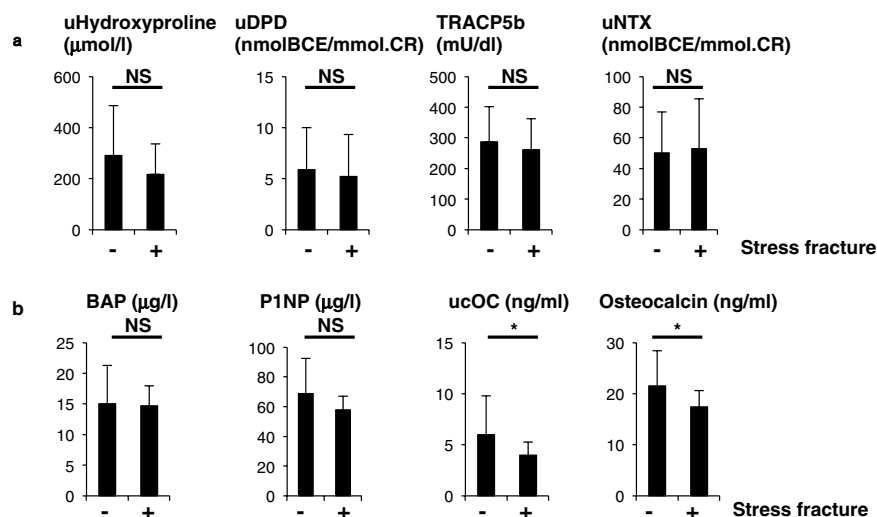 a
uHydroxyproline
(μmol/l)
uDPD
(nmolBCE/mmol.CR)
TRACP5b
(mU/dl)
uNTX
(nmolBCE/mmol.CR)
NS
NS
NS
NS
600
400
200
0
15
10
5
0
500
400
300
200
100
0
100
80
60
40
20
0
- +
- +
- +
- +
Stress fracture
b
BAP (μg/l)
P1NP (μg/l)
ucOC (ng/ml)
Osteocalcin (ng/ml)
NS
NS
*
*
25
20
15
10
5
0
100
80
60
40
20
0
15
10
5
0
30
20
10
0
- +
- +
- +
- +
Stress fracture